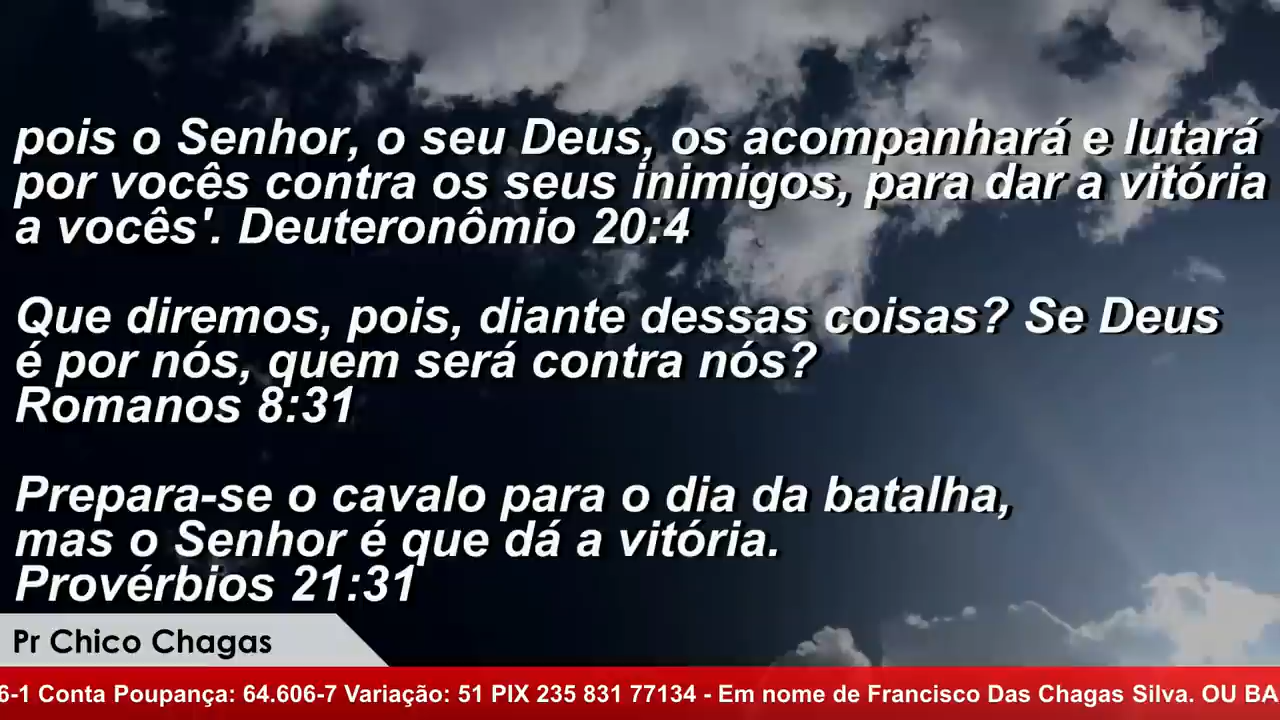 pois o Senhor, o seu Deus, os acompanhará e lutará
por vocês contra os seus inimigos, para dar a vitória
a vocês'. Deuteronômio 20:4
Que diremos, pois, diante dessas coisas? Se Deus
é por nós, quem será contra nós?
Romanos 8:31
Prepara-se o cavalo para o dia da batalha,
mas o Senhor é que dá a vitória.
Provérbios 21:31
Pr Chico Chagas
6-1 Conta Poupança: 64.606-7 Variação: 51 PIX 235 831 77134 - Em nome de Francisco Das Chagas Silva. OU BA